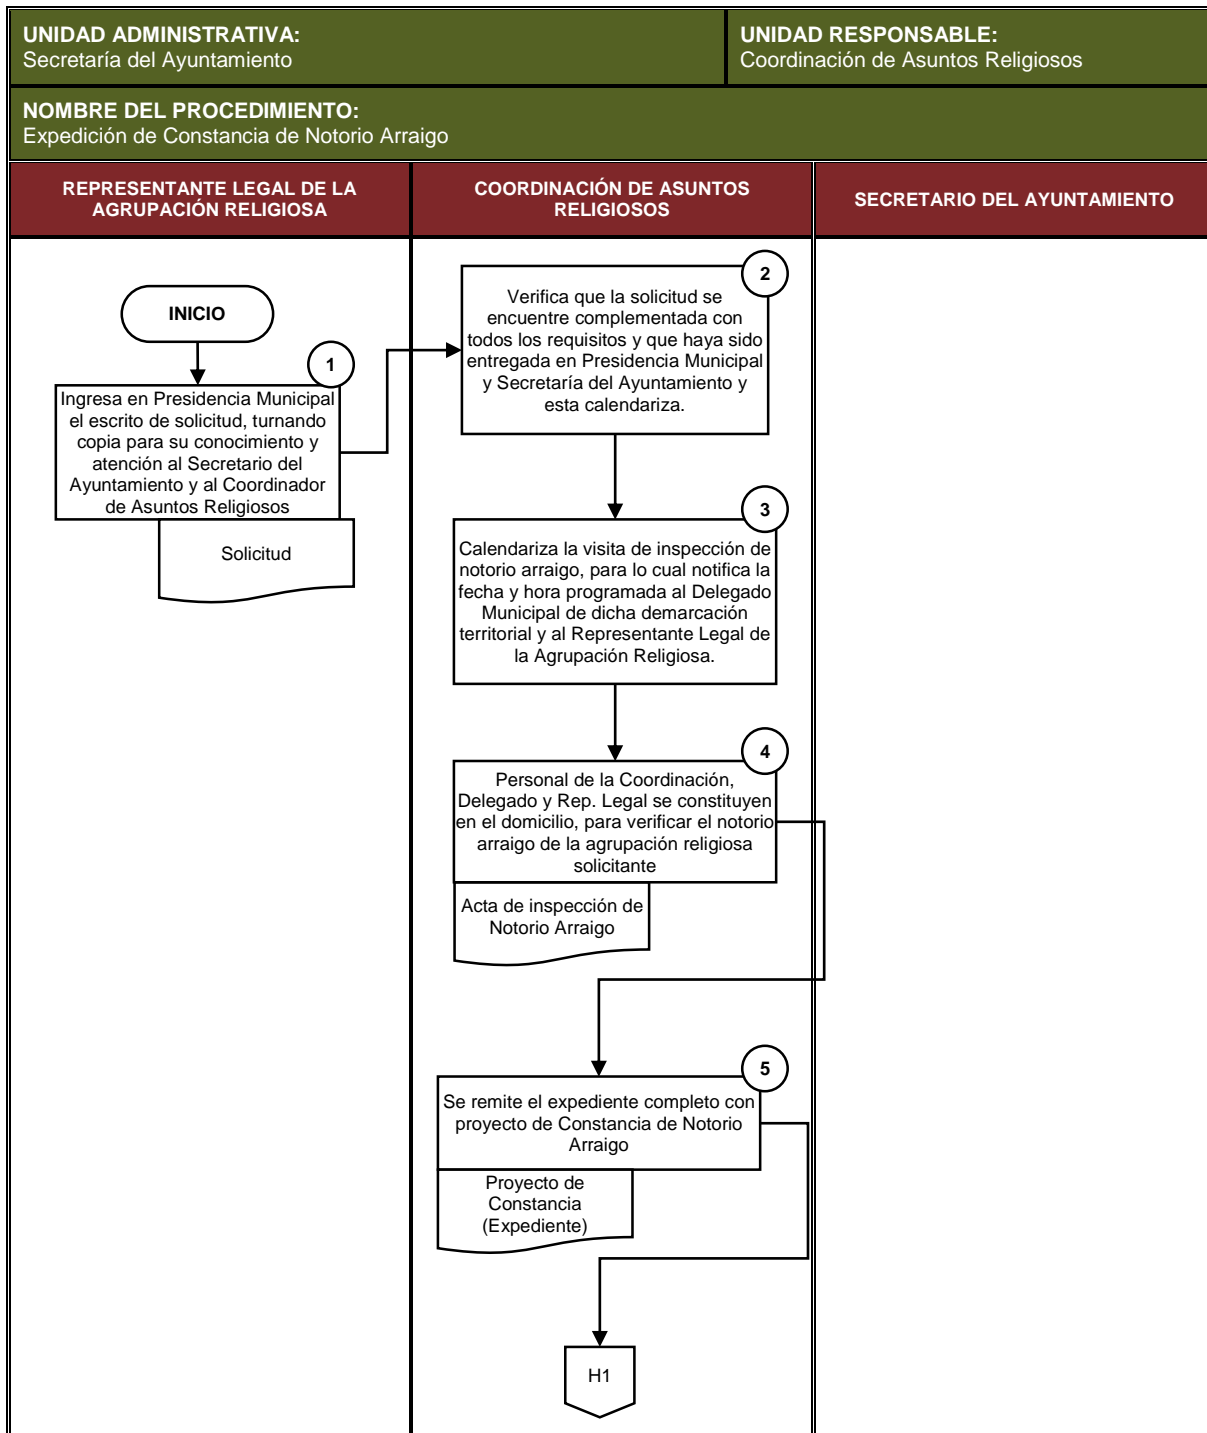 UNIDAD ADMINISTRATIVA:
Secretaría del Ayuntamiento
UNIDAD RESPONSABLE:
Coordinación de Asuntos Religiosos
NOMBRE DEL PROCEDIMIENTO:
Expedición de Constancia de Notorio Arraigo
REPRESENTANTE LEGAL DE LA
AGRUPACIÓN RELIGIOSA
COORDINACIÓN DE ASUNTOS
RELIGIOSOS
SECRETARIO DEL AYUNTAMIENTO
INICIO
1
Ingresa en Presidencia Municipal
el escrito de solicitud, turnando
copia para su conocimiento y
atención al Secretario del
Ayuntamiento y al Coordinador
de Asuntos Religiosos
Solicitud
2
Verifica que la solicitud se
encuentre complementada con
todos los requisitos y que haya sido
entregada en Presidencia Municipal
y Secretaría del Ayuntamiento y
esta calendariza.
3
Calendariza la visita de inspección de
notorio arraigo, para lo cual notifica la
fecha y hora programada al Delegado
Municipal de dicha demarcación
territorial y al Representante Legal de
la Agrupación Religiosa.
4
Personal de la Coordinación,
Delegado y Rep. Legal se constituyen
en el domicilio, para verificar el notorio
arraigo de la agrupación religiosa
solicitante
Acta de inspección de
Notorio Arraigo
5
Se remite el expediente completo con
proyecto de Constancia de Notorio
Arraigo
Proyecto de
Constancia
(Expediente)
H1